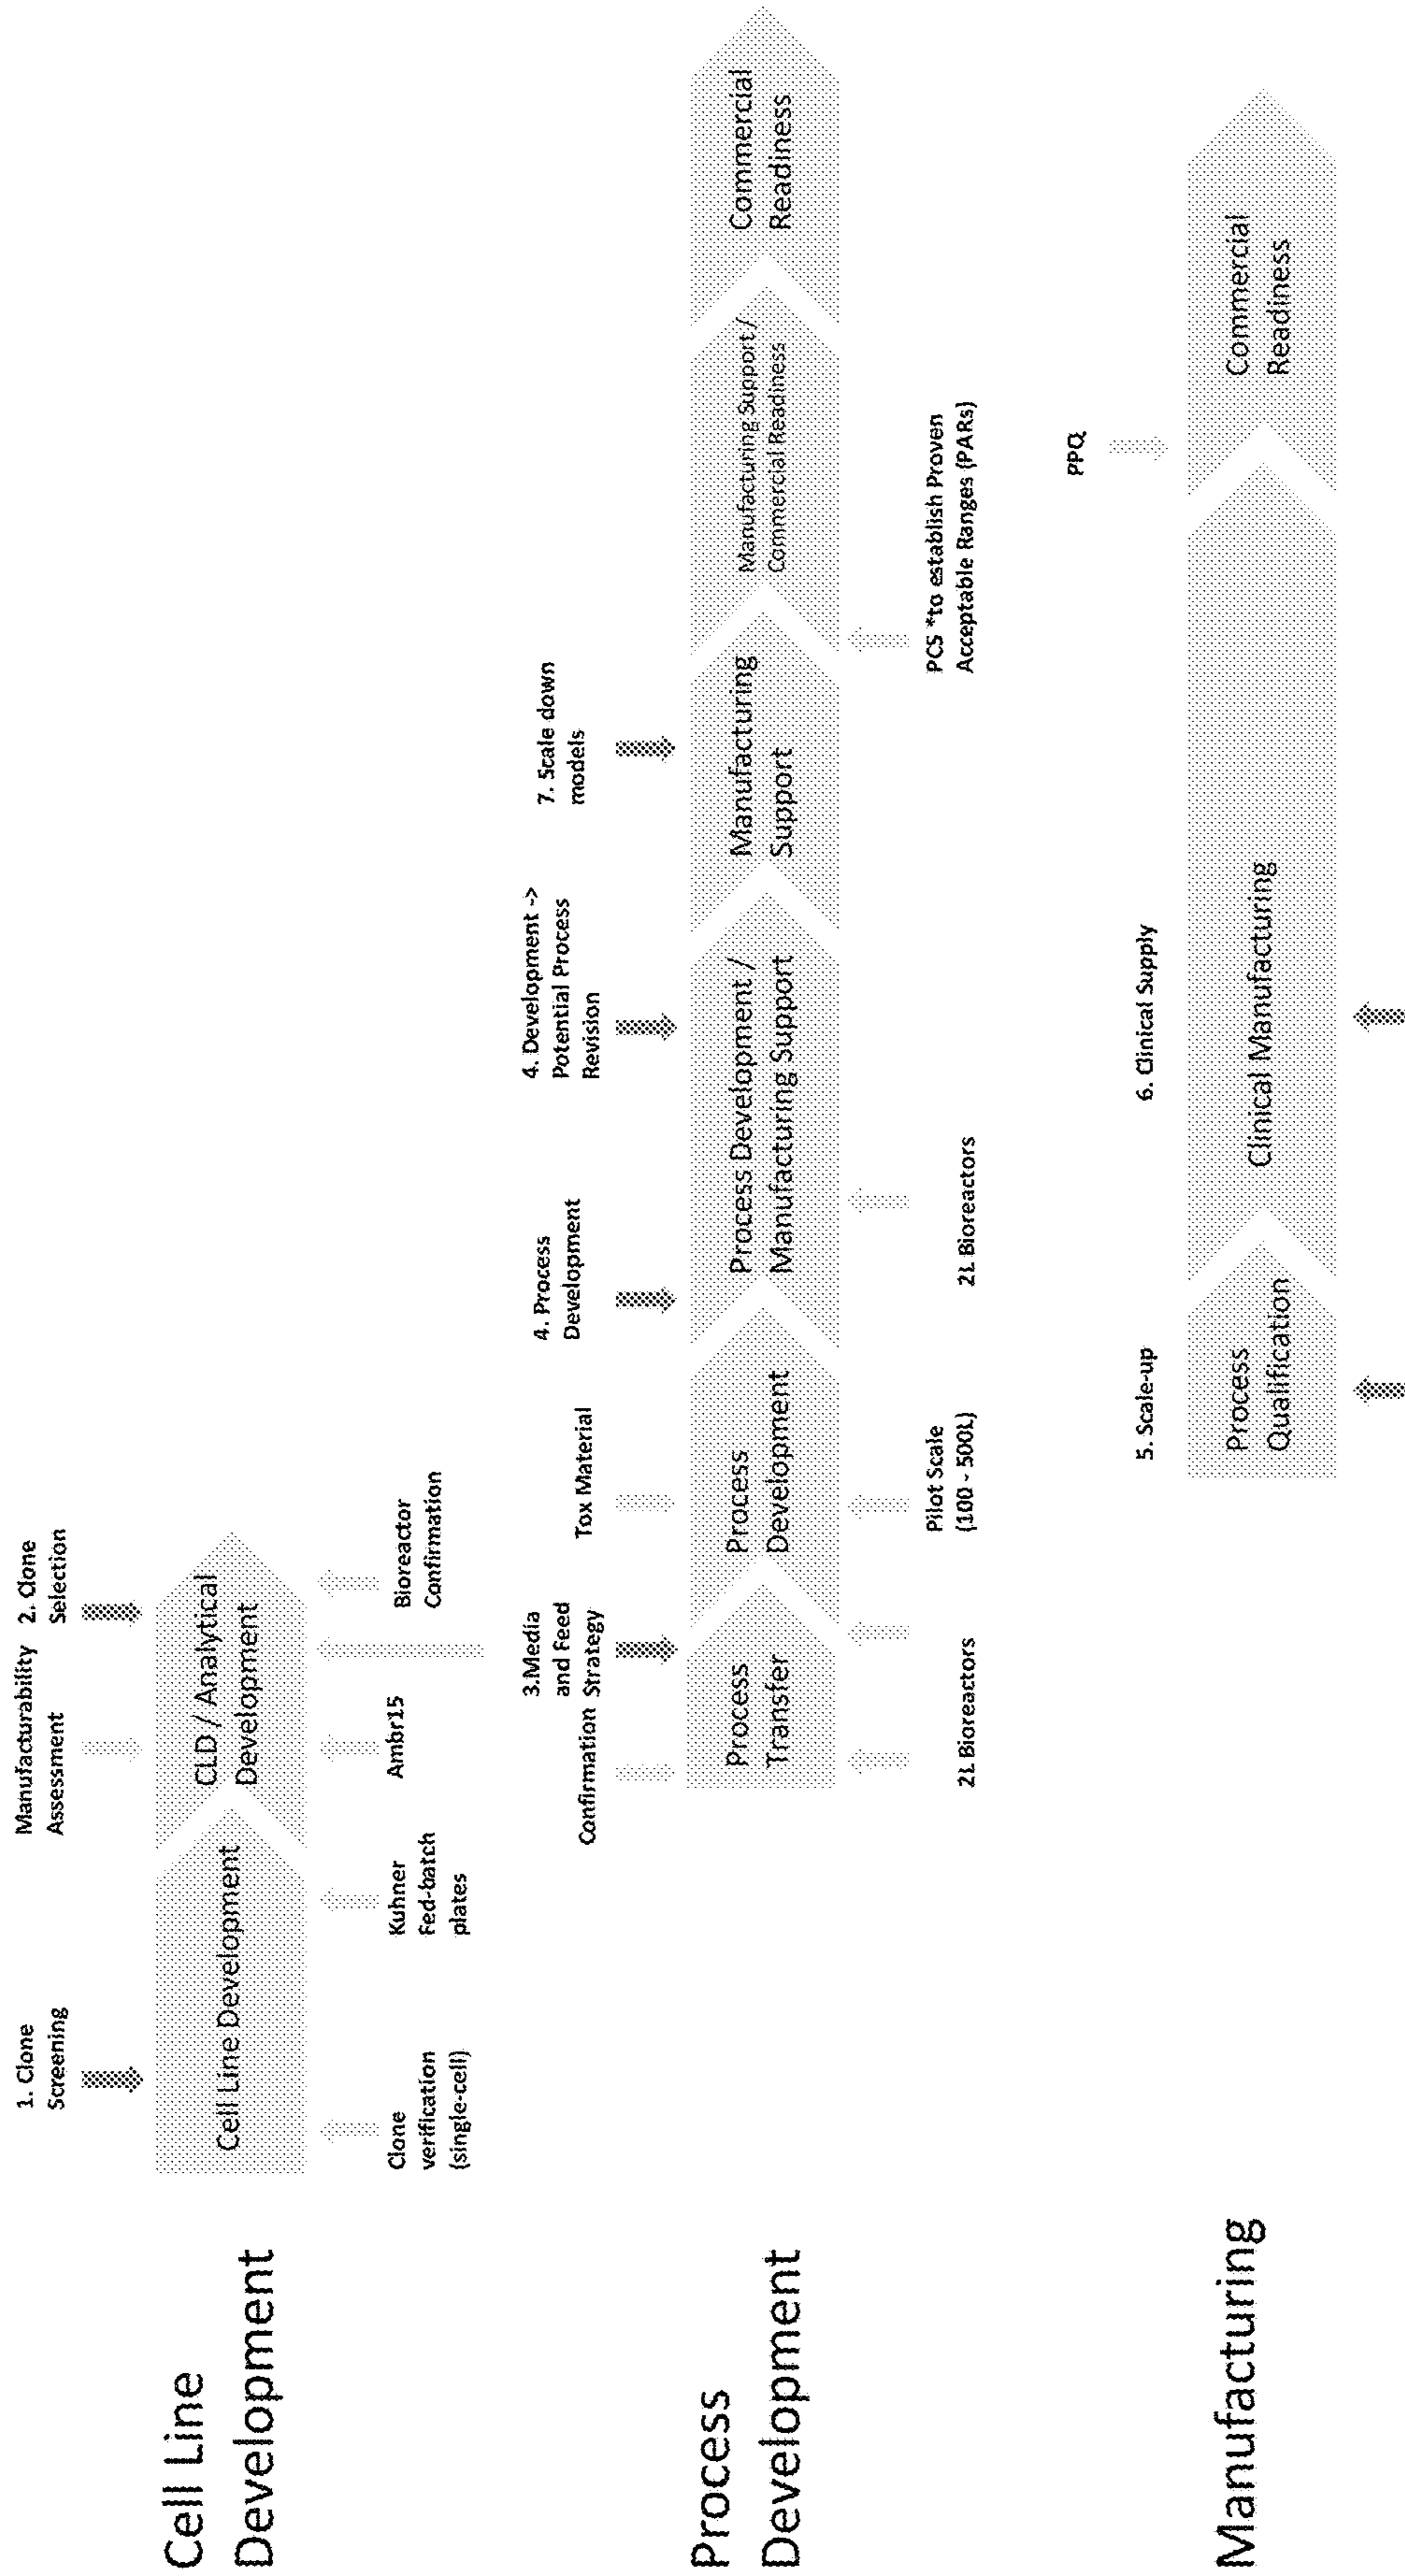 Cell Line
Development
1. Clone
Screening
Manufacturability
Assessment
2. Clone
Selection
Cell Line Development
CLD / Analytical
Development
Clone
verification
(single-cell)
Kuhner
Fed-batch
plates
Ambr15
Bioreactor
Confirmation
Process
Development
Confirmation
3.Media
and Feed
Strategy
Tox Material
4. Process
Development
4. Development ->
Potential Process
Revision
7. Scale down
models
Process
Transfer
Process
Development
Process Development /
Manufacturing Support
Manufacturing
Support
Manufacturing Support /
Commercial Readiness
Commercial
Readiness
2L Bioreactors
Pilot Scale
(100 - 500L)
2L Bioreactors
PCS *to establish Proven
Acceptable Ranges (PARs)
Manufacturing
5. Scale-up
6. Clinical Supply
PPQ
Process
Qualification
Clinical Manufacturing
Commercial
Readiness